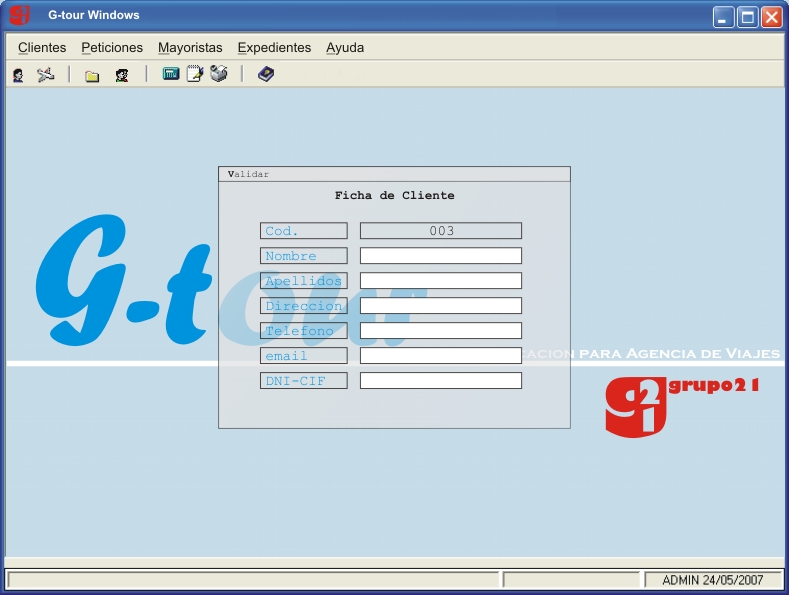 G-tour Windows
Clientes Peticiones Mayoristas Expedientes Ayuda
Validar
Ficha de Cliente
Cod. 003
Nombre
Apellidos
Direccion
Telefono
email
DNI-CIF
G-tour
PARA AGENCIA DE VIAJES
g21 grupo21
ADMIN 24/05/2007